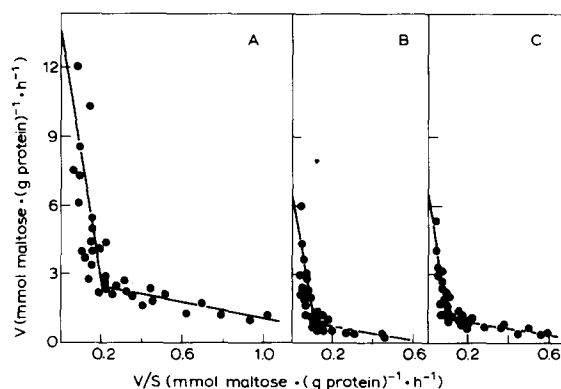 A
B
C
V (mmol maltose • (g protein)⁻¹ • h⁻¹)
12
9
6
3
0
0.2
0.6
1.0
0.2
0.6
0.2
0.6
V/S (mmol maltose • (g protein)⁻¹ • h⁻¹)